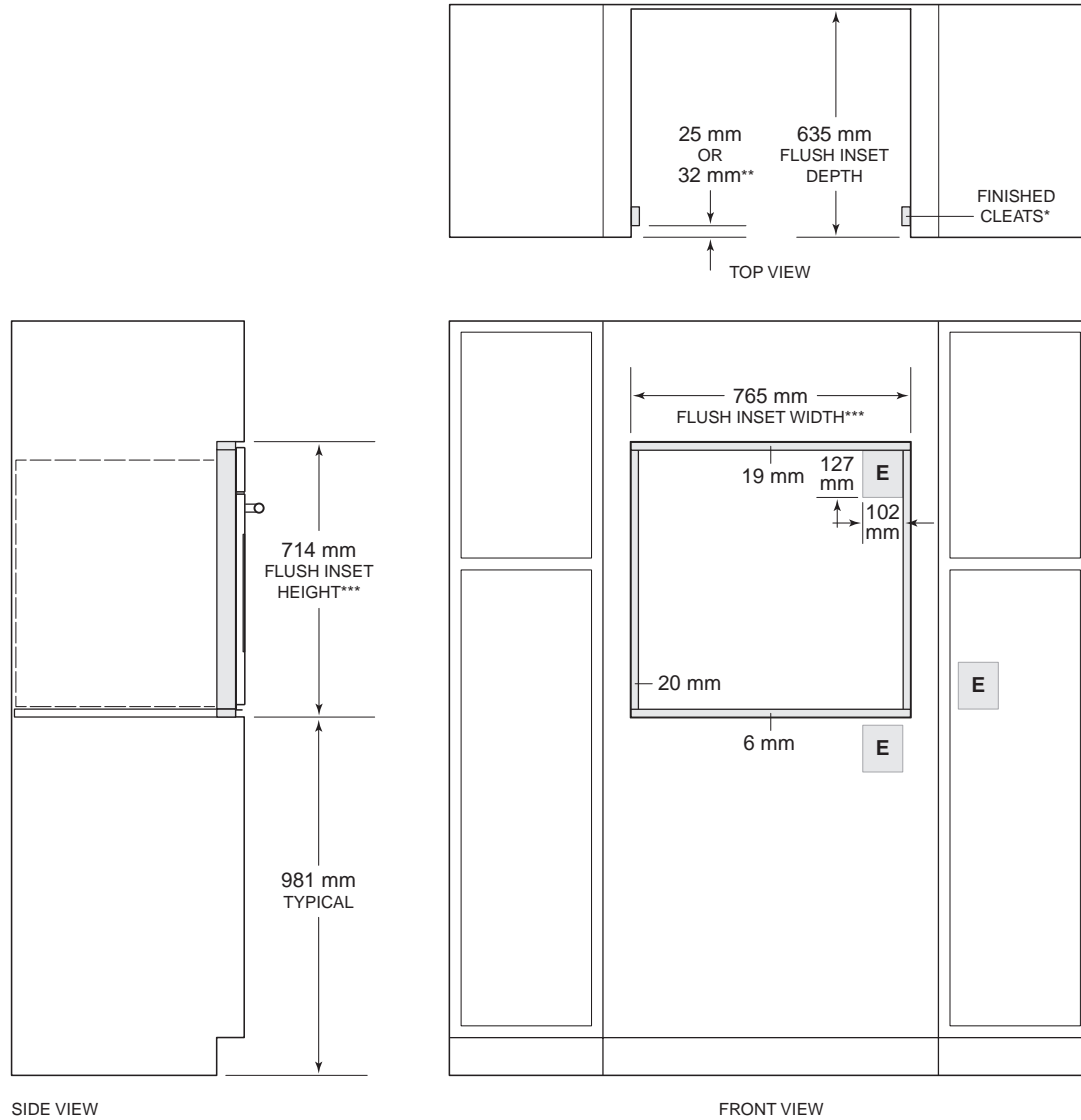 25 mm
OR
32 mm**
635 mm
FLUSH INSET
DEPTH
FINISHED
CLEATS*
TOP VIEW
765 mm
FLUSH INSET WIDTH***
19 mm
127
mm
E
102
mm
714 mm
FLUSH INSET
HEIGHT***
20 mm
E
6 mm
E
981 mm
TYPICAL
SIDE VIEW
FRONT VIEW